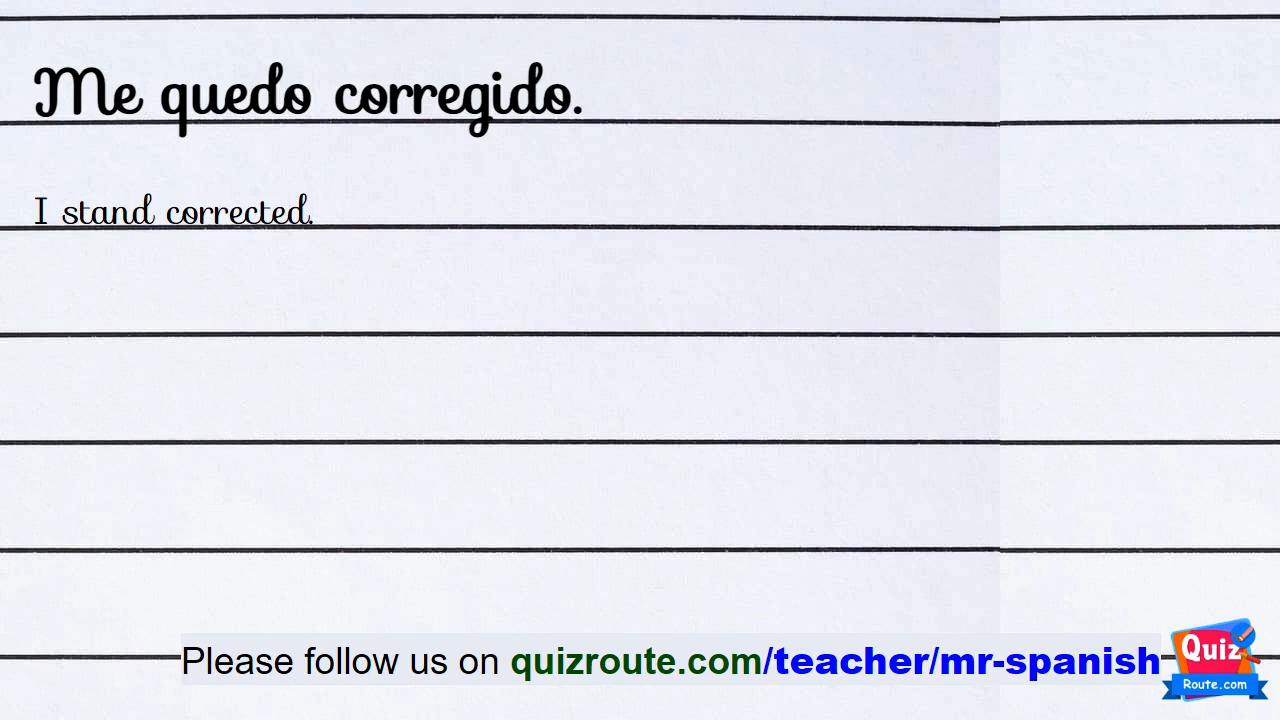 Me quedo corregido.
I stand corrected.
Please follow us on quizroute.com/teacher/mr-spanish
Quiz
Route.com